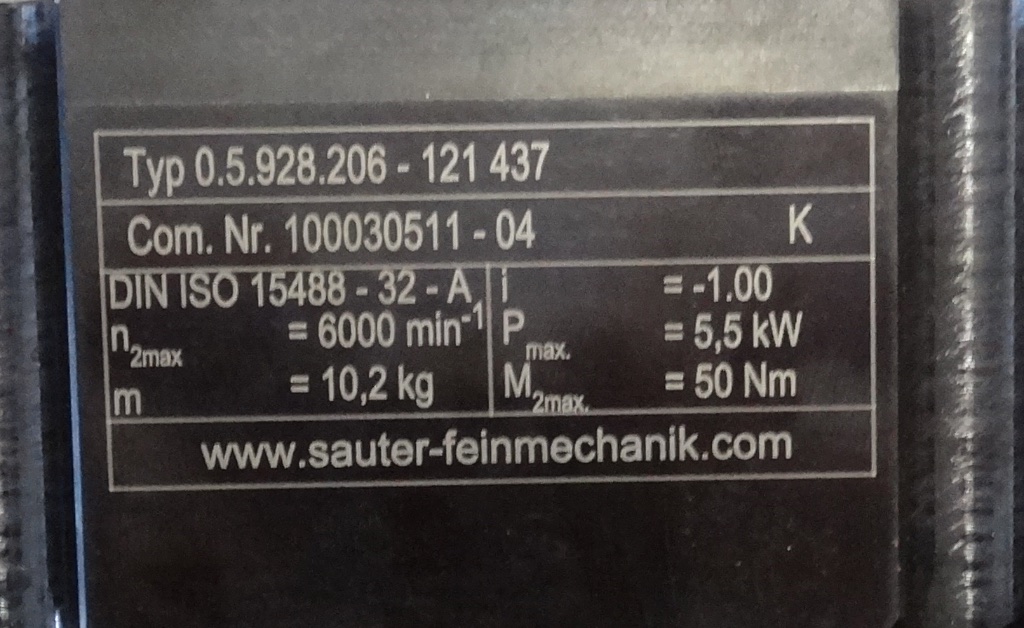 Typ 0.5.928.206 - 121 437
Com. Nr. 100030511 - 04 K
DIN ISO 15488 - 32 - A i = -1.00
n2max = 6000 min-1 Pmax. = 5,5 kW
m = 10,2 kg M2max. = 50 Nm
www.sauter-feinmechanik.com